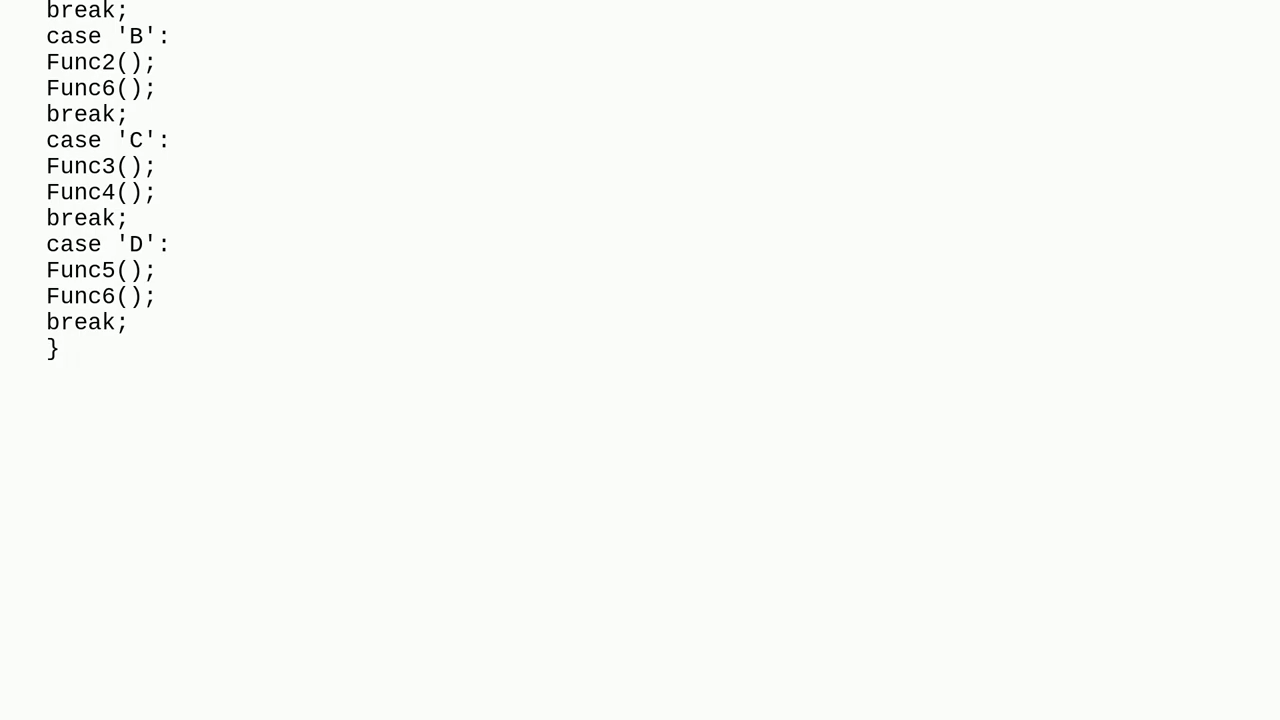 break;
case 'B':
Func2();
Func6();
break;
case 'C':
Func3();
Func4();
break;
case 'D':
Func5();
Func6();
break;
}